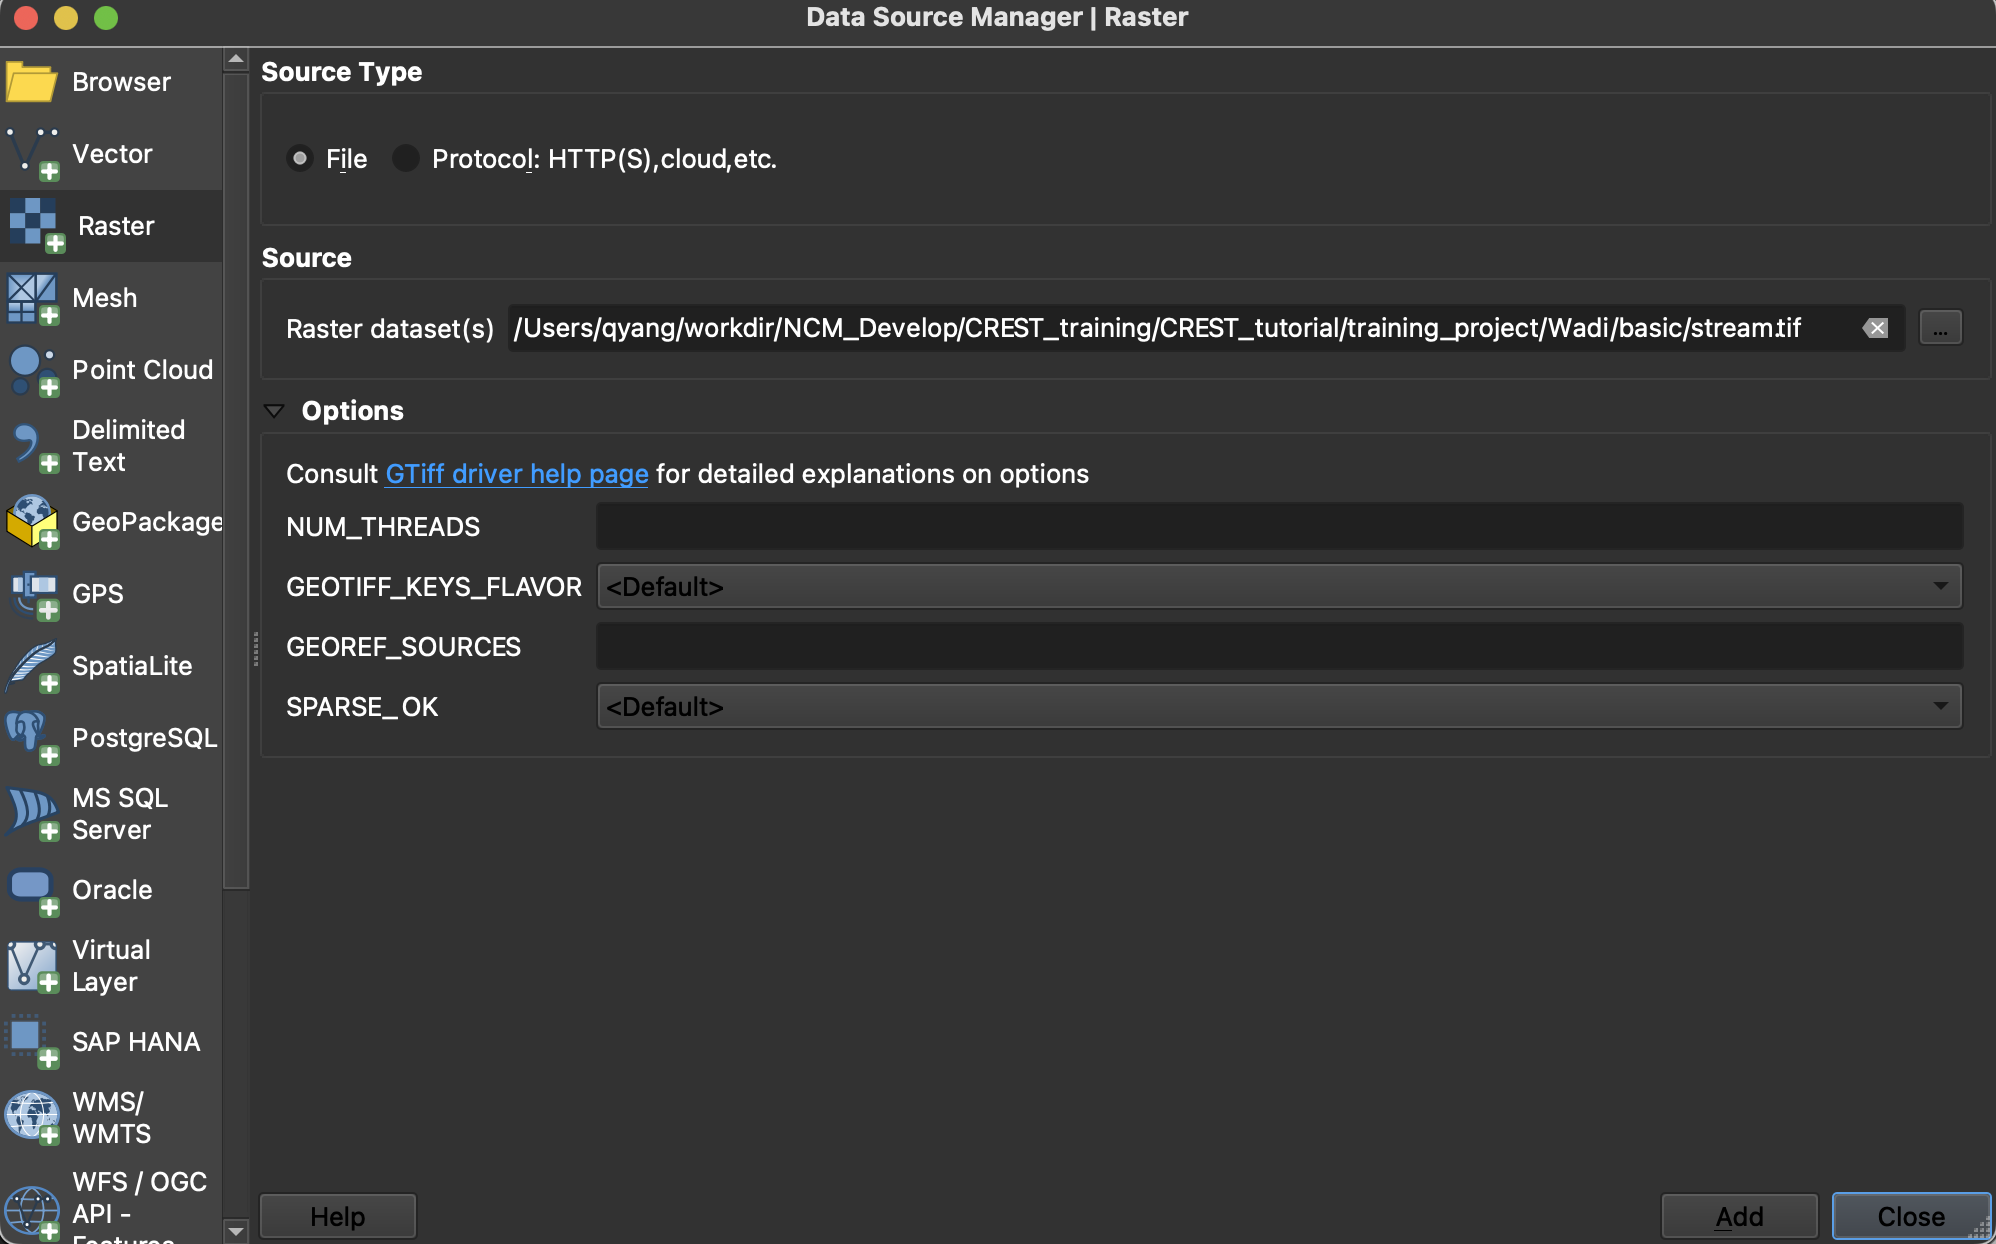 Data Source Manager | Raster
Browser
Vector
Raster
Mesh
Point Cloud
Delimited
Text
GeoPackage
GPS
SpatiaLite
PostgreSQL
MS SQL
Server
Oracle
Virtual
Layer
SAP HANA
WMS/
WMTS
WFS / OGC
API -
Features
Source Type
File
Protocol: HTTP(S),cloud,etc.
Source
Raster dataset(s) /Users/qyang/workdir/NCM_Develop/CREST_training/CREST_tutorial/training_project/Wadi/basic/stream.tif ...
Options
Consult GTiff driver help page for detailed explanations on options
NUM_THREADS
GEOTIFF_KEYS_FLAVOR <Default>
GEOREF_SOURCES
SPARSE_OK <Default>
Help
Add
Close